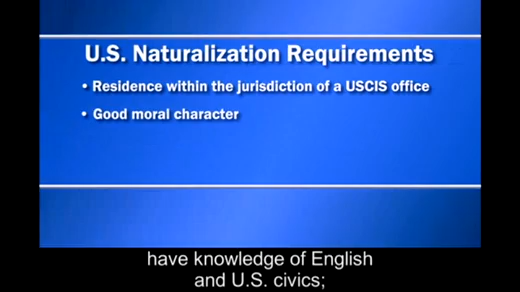 U.S. Naturalization Requirements
• Residence within the jurisdiction of a USCIS office
• Good moral character
have knowledge of English
and U.S. civics;